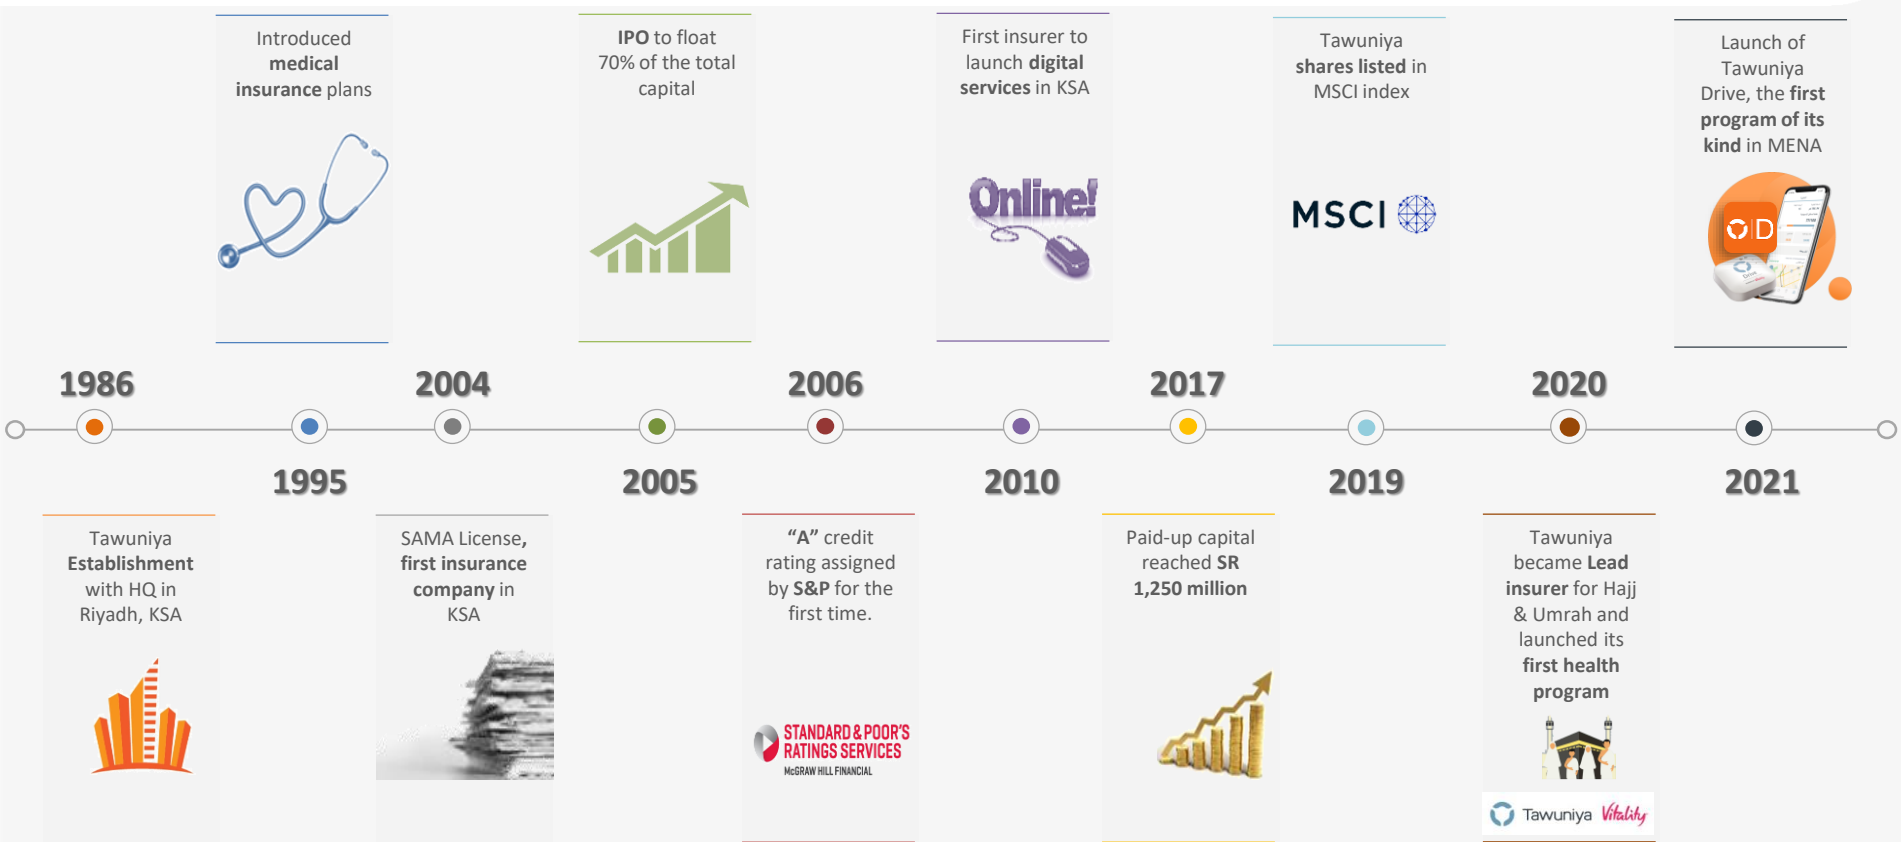 Introduced
medical
insurance plans
IPO to float
70% of the total
capital
First insurer to
launch digital
services in KSA
Online!
Tawuniya
shares listed in
MSCI index
MSCI
Launch of
Tawuniya
Drive, the first
program of its
kind in MENA
D
Drive
1986
2004
2006
2017
2020
1995
2005
2010
2019
2021
Tawuniya
Establishment
with HQ in
Riyadh, KSA
SAMA License,
first insurance
company in
KSA
“A” credit
rating assigned
by S&P for the
first time.
STANDARD & POOR'S
RATINGS SERVICES
McGRAW HILL FINANCIAL
Paid-up capital
reached SR
1,250 million
Tawuniya
became Lead
insurer for Hajj
& Umrah and
launched its
first health
program
Tawuniya Vitality